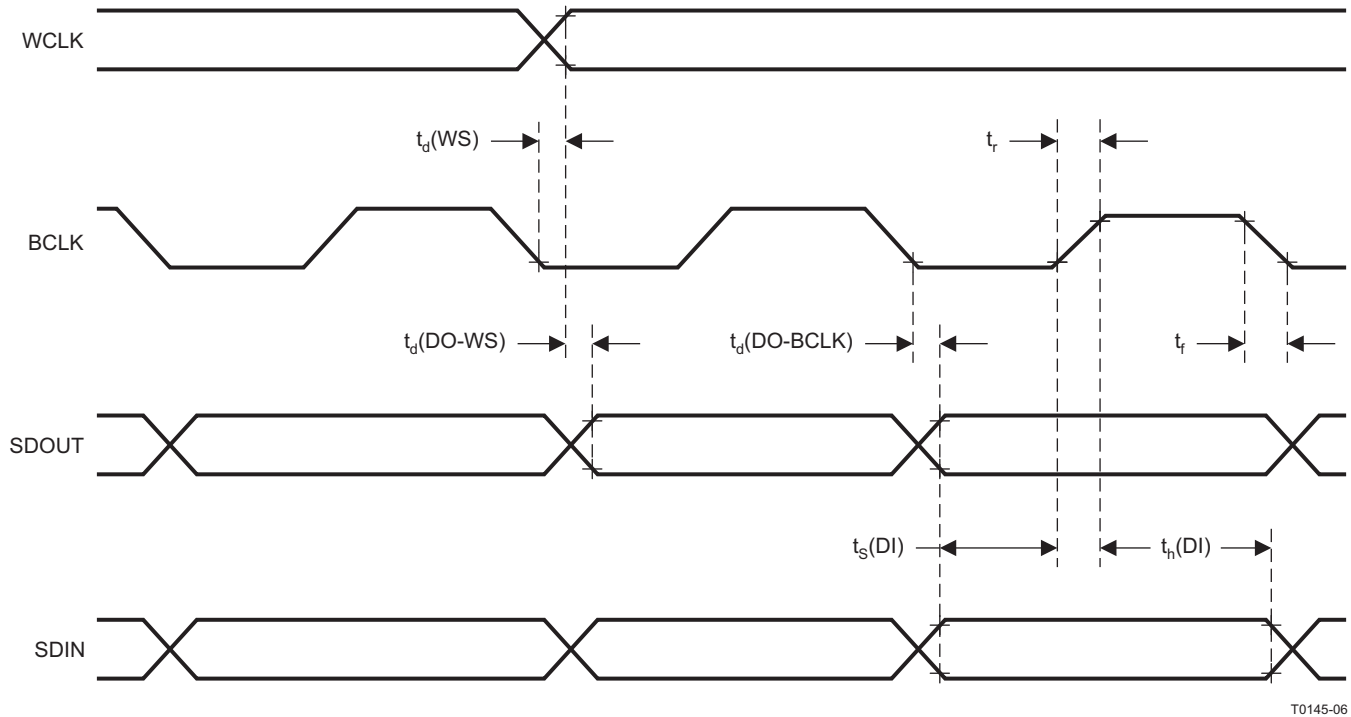 WCLK
td(WS)
tr
BCLK
td(DO-WS)
td(DO-BCLK)
tf
SDOUT
tS(DI)
th(DI)
SDIN
T0145-06